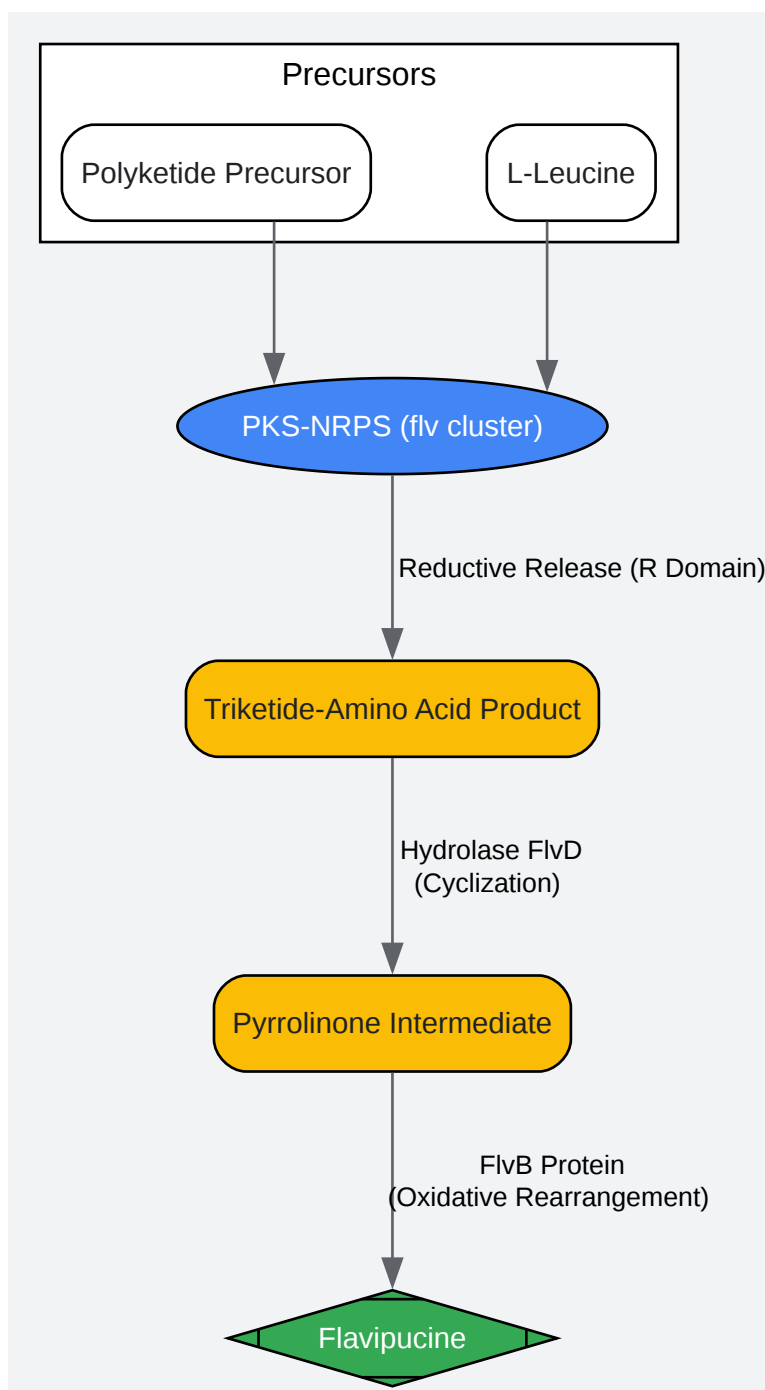 Precursors
Polyketide Precursor
L-Leucine
PKS-NRPS (flv cluster)
Reductive Release (R Domain)
Triketide-Amino Acid Product
Hydrolase FlvD
(Cyclization)
Pyrrolinone Intermediate
FlvB Protein
(Oxidative Rearrangement)
Flavipucine